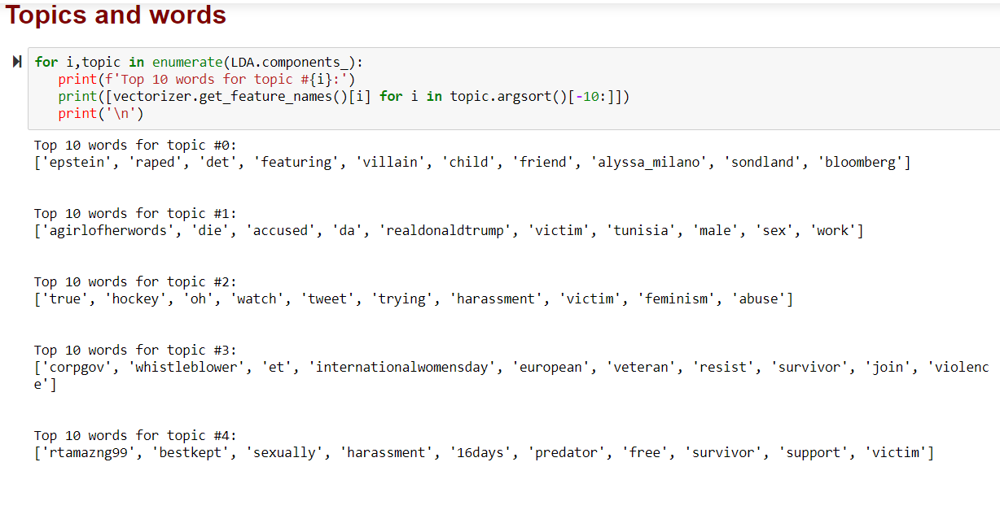 Topics and words
for i,topic in enumerate(LDA.components_):
    print(f'Top 10 words for topic #{i}:')
    print([vectorizer.get_feature_names()[i] for i in topic.argsort()[-10:]])
    print('\n')
Top 10 words for topic #0:
['epstein', 'raped', 'det', 'featuring', 'villain', 'child', 'friend', 'alyssa_milano', 'sondland', 'bloomberg']
Top 10 words for topic #1:
['agirlofherwords', 'die', 'accused', 'da', 'realdonaldtrump', 'victim', 'tunisia', 'male', 'sex', 'work']
Top 10 words for topic #2:
['true', 'hockey', 'oh', 'watch', 'tweet', 'trying', 'harassment', 'victim', 'feminism', 'abuse']
Top 10 words for topic #3:
['corpgov', 'whistleblower', 'et', 'internationalwomensday', 'european', 'veteran', 'resist', 'survivor', 'join', 'violenc
e']
Top 10 words for topic #4:
['rtamazng99', 'bestkept', 'sexually', 'harassment', '16days', 'predator', 'free', 'survivor', 'support', 'victim']